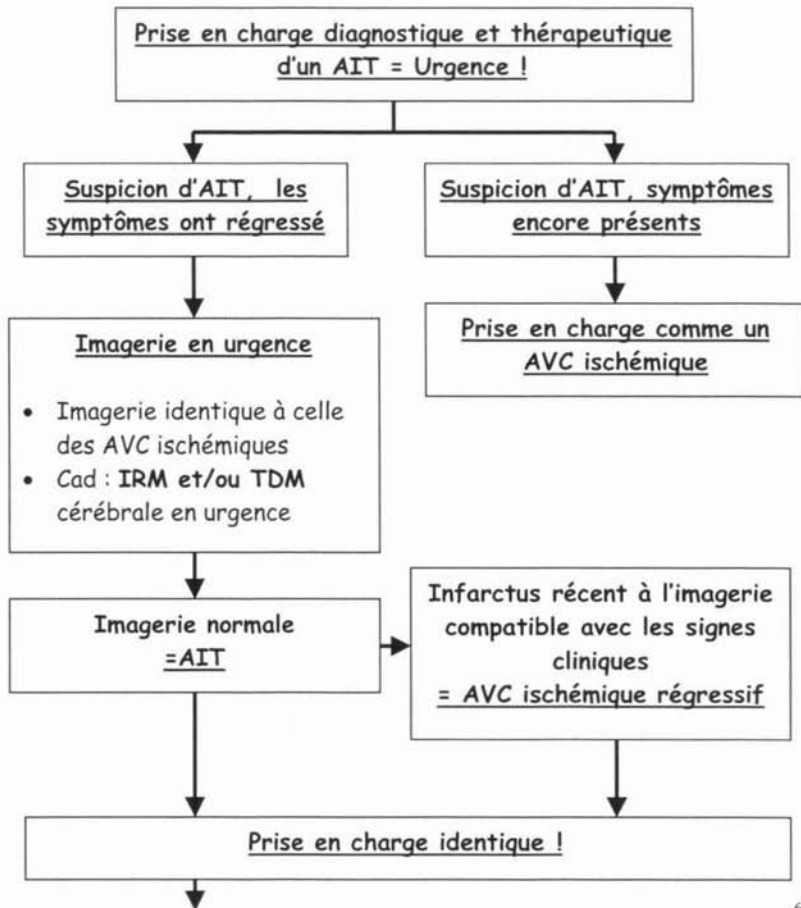 Prise en charge diagnostique et thérapeutique
d'un AIT = Urgence !
Suspicion d'AIT, les
symptômes ont régressé
Suspicion d'AIT, symptômes
encore présents
Imagerie en urgence
• Imagerie identique à celle
des AVC ischémiques
• Cad : IRM et/ou TDM
cérébrale en urgence
Prise en charge comme un
AVC ischémique
Imagerie normale
=AIT
Infarctus récent à l'imagerie
compatible avec les signes
cliniques
= AVC ischémique régressif
Prise en charge identique !